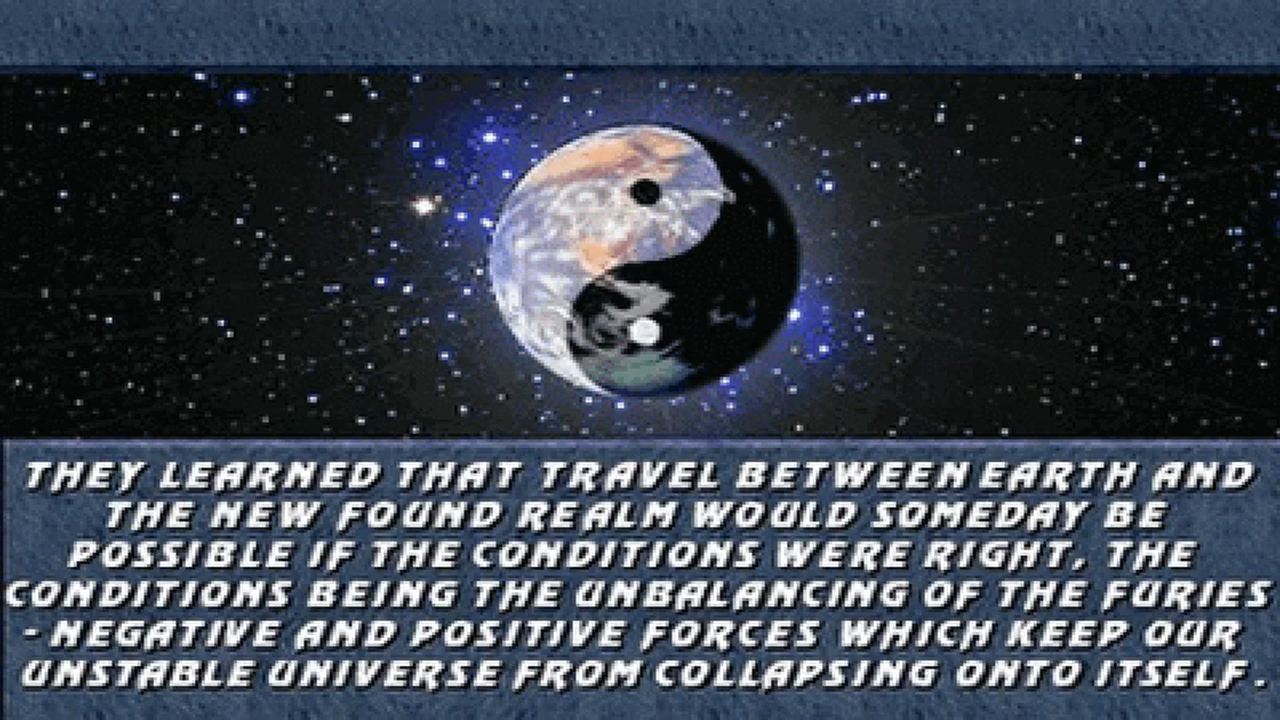 THEY LEARNED THAT TRAVEL BETWEEN EARTH AND
THE NEW FOUND REALM WOULD SOMEDAY BE
POSSIBLE IF THE CONDITIONS WERE RIGHT, THE
CONDITIONS BEING THE UNBALANCING OF THE FURIES
- NEGATIVE AND POSITIVE FORCES WHICH KEEP OUR
UNSTABLE UNIVERSE FROM COLLAPSING ONTO ITSELF.